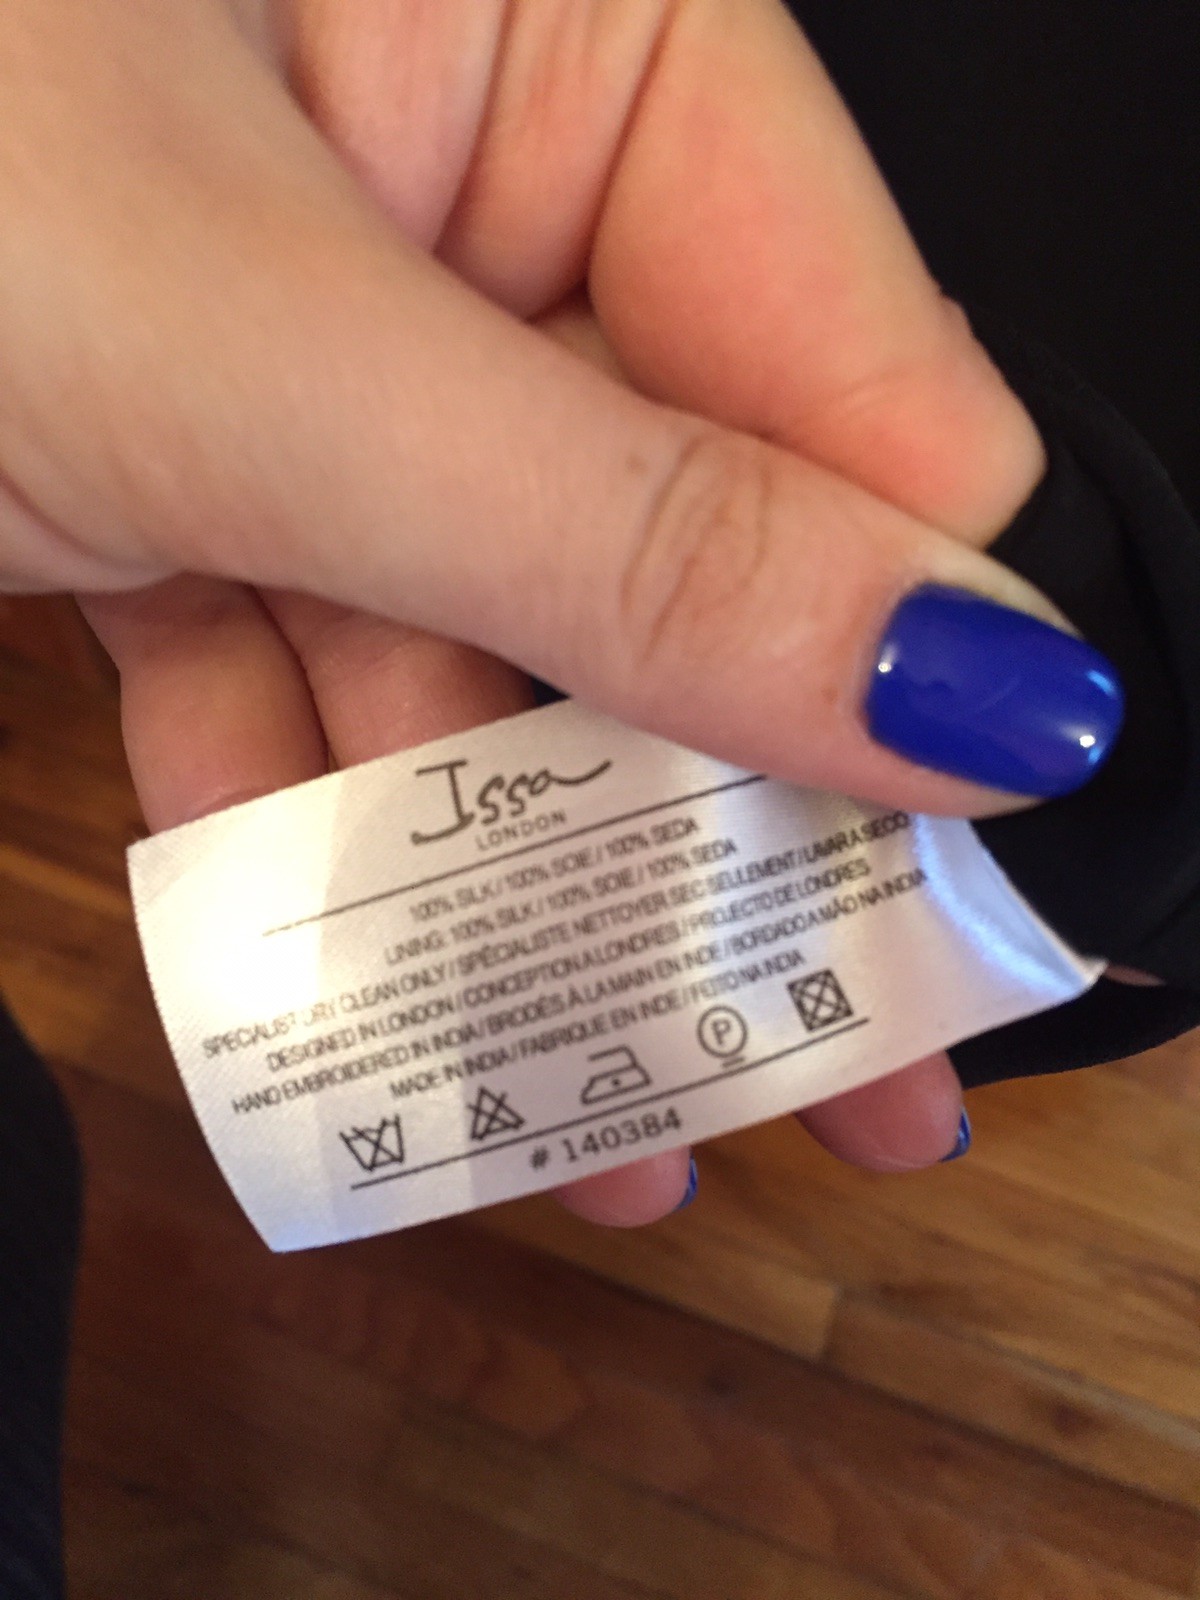 Issa
LONDON
100% SILK / 100% SOIE / 100% SEDA
LINING: 100% SILK / 100% SOIE / 100% SEDA
SPECIALIST DRY CLEAN ONLY / SPÉCIALISTE NETTOYER SEC SEULEMENT / LAVAR A SECO
DESIGNED IN LONDON / CONCEPTION A LONDRES / PROJECTO DE LONDRES
HAND EMBROIDERED IN INDIA / BRODÉS À LA MAIN EN INDE / BORDADO A MÃO NA INDIA
MADE IN INDIA / FABRIQUE EN INDE / FEITO NA INDIA
P
# 140384